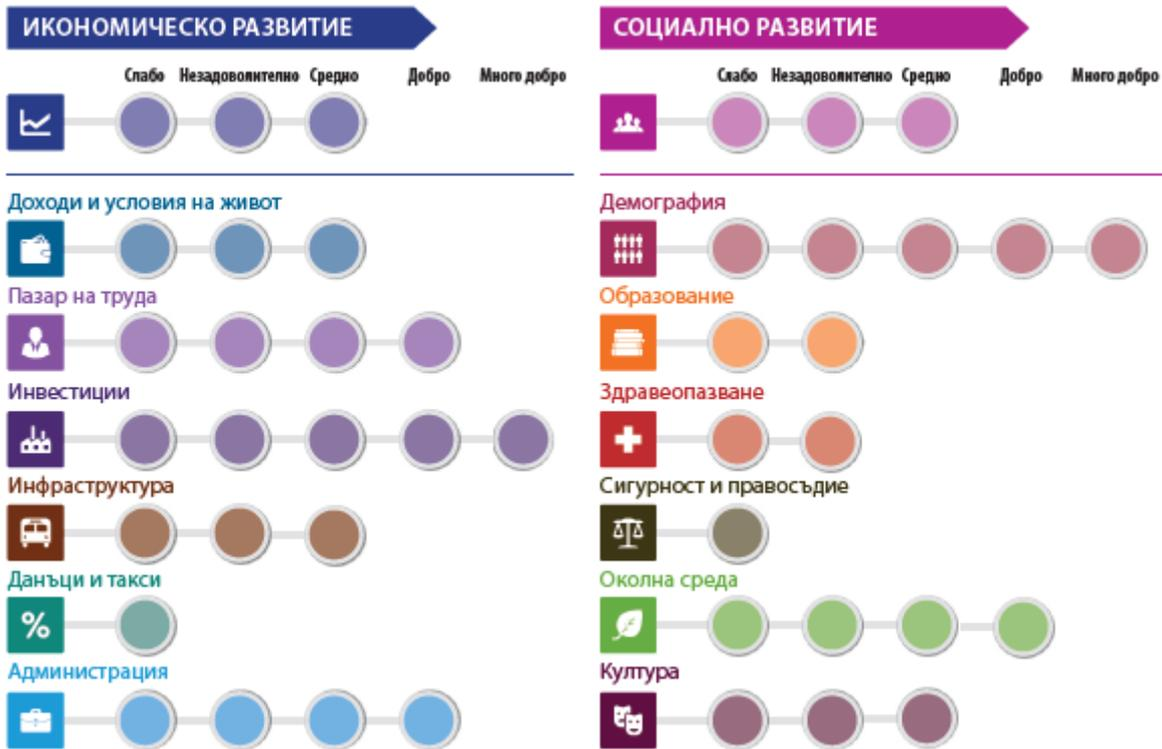 ИКОНОМИЧЕСКО РАЗВИТИЕ
Слабо Незадоволително Средно Добро Много добро
Доходи и условия на живот
Пазар на труда
Инвестиции
Инфраструктура
Данъци и такси
%
Администрация
СОЦИАЛНО РАЗВИТИЕ
Слабо Незадоволително Средно Добро Много добро
Демография
Образование
Здравеопазване
Сигурност и правосъдие
Околна среда
Култура